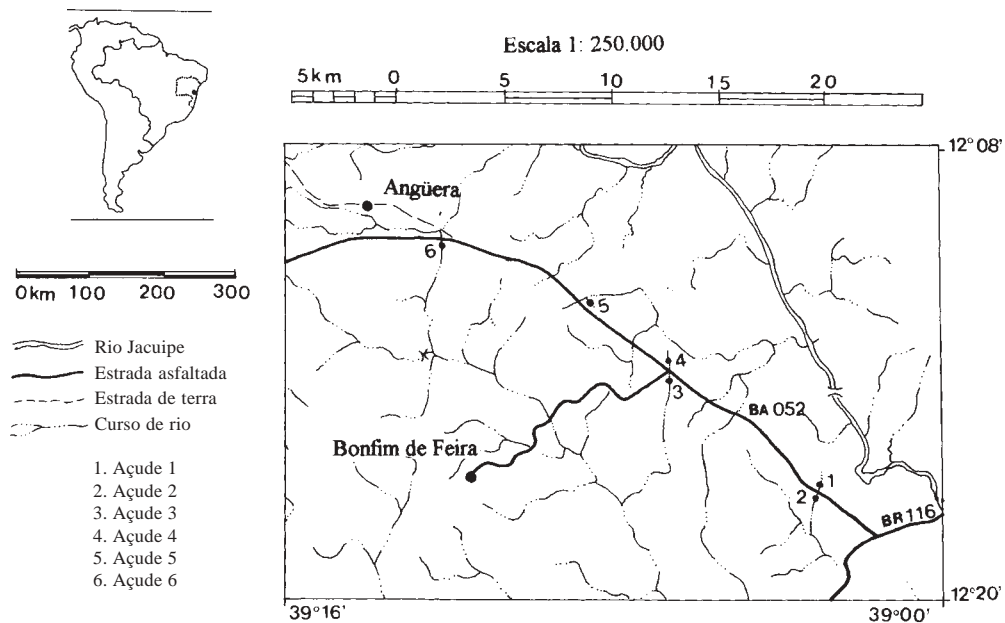 Escala 1: 250.000
5 km 0 5 10 15 20
12° 08'
Angüera
6
5
4
3
BA 052
Bonfim de Feira
1
2
BR 116
12° 20'
39° 16'
39° 00'
0 km 100 200 300
Rio Jacuipe
Estrada asfaltada
Estrada de terra
Curso de rio
1. Açude 1
2. Açude 2
3. Açude 3
4. Açude 4
5. Açude 5
6. Açude 6